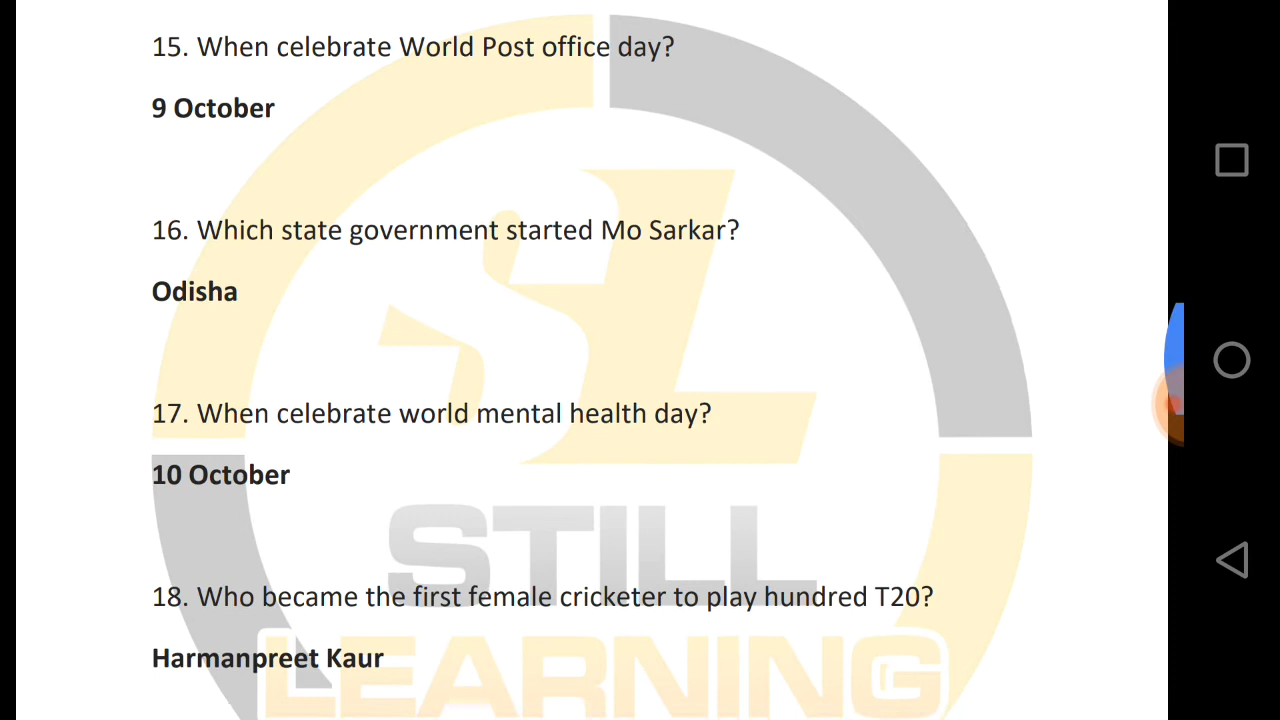 15. When celebrate World Post office day?
9 October
16. Which state government started Mo Sarkar?
Odisha
17. When celebrate world mental health day?
10 October
18. Who became the first female cricketer to play hundred T20?
Harmanpreet Kaur
SL
STILL
LEARNING